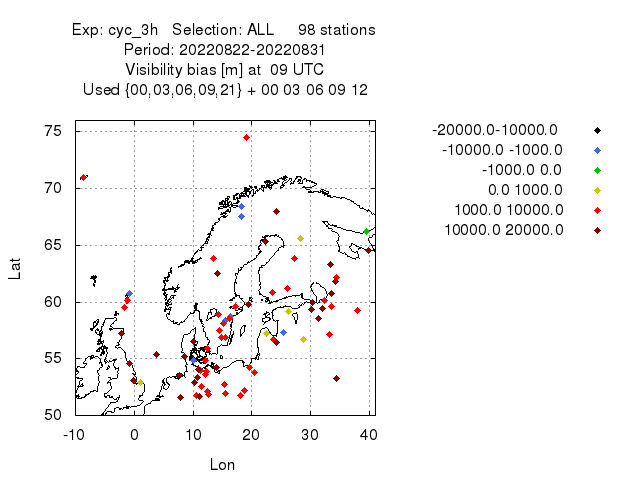 Exp: cyc_3h   Selection: ALL     98 stations
Period: 20220822-20220831
Visibility bias [m] at  09 UTC
Used {00,03,06,09,21} + 00 03 06 09 12
-20000.0-10000.0
-10000.0 -1000.0
-1000.0 0.0
0.0 1000.0
1000.0 10000.0
10000.0 20000.0
75
70
65
60
55
50
Lat
-10 0 10 20 30 40
Lon